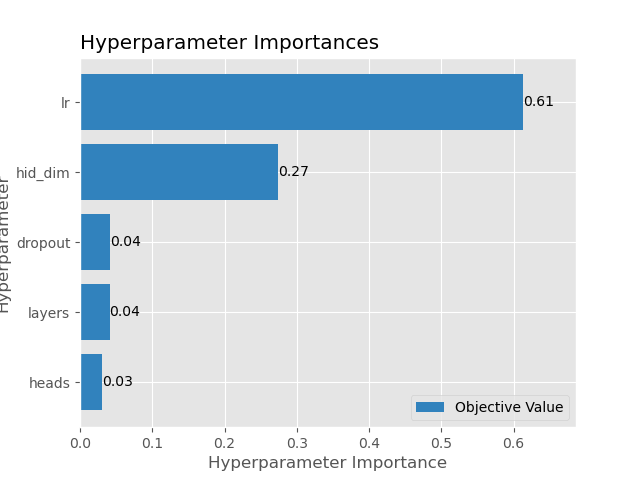 Hyperparameter Importances
Hyperparameter
lr
0.61
hid_dim
0.27
dropout
0.04
layers
0.04
heads
0.03
Objective Value
0.0 0.1 0.2 0.3 0.4 0.5 0.6
Hyperparameter Importance